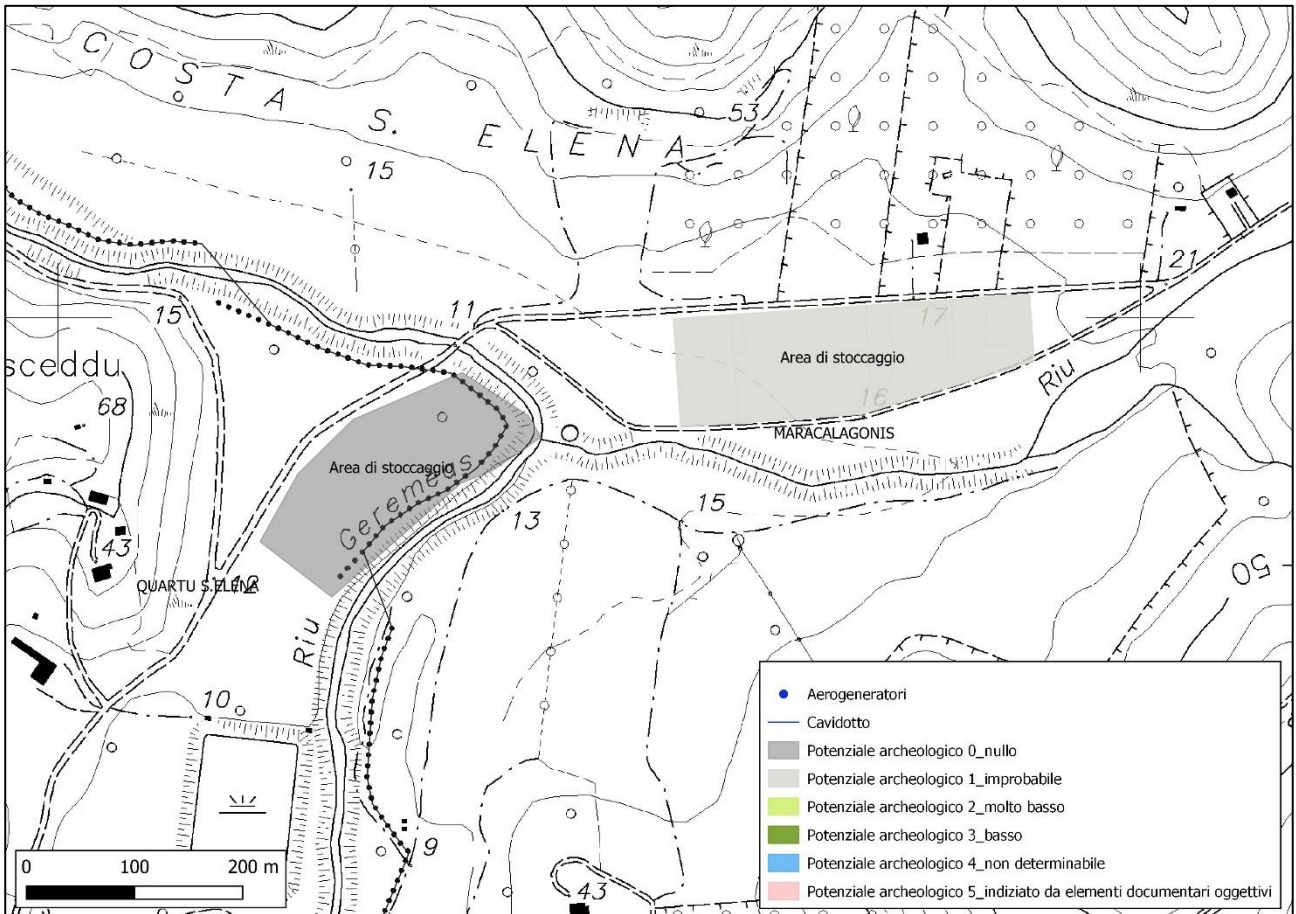 COSTA S. ELENA
53
15
21
11
15
17
Area di stoccaggio
sceddu
Riu
68
16
MARACALAGONIS
Area di stoccaggio
Geremeas
13
15
43
50
QUARTU S.ELENA
12
Riu
10
9
43
Aerogeneratori
Cavidotto
Potenziale archeologico 0_nullo
Potenziale archeologico 1_improbabile
Potenziale archeologico 2_molto basso
Potenziale archeologico 3_basso
Potenziale archeologico 4_non determinabile
Potenziale archeologico 5_indiziato da elementi documentari oggettivi
0 100 200 m